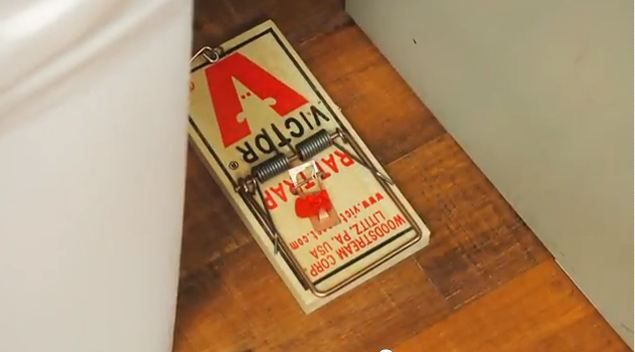 WOODSTREAM CORP.
LITITZ, PA, USA
RAT TRAP
VICTOR®